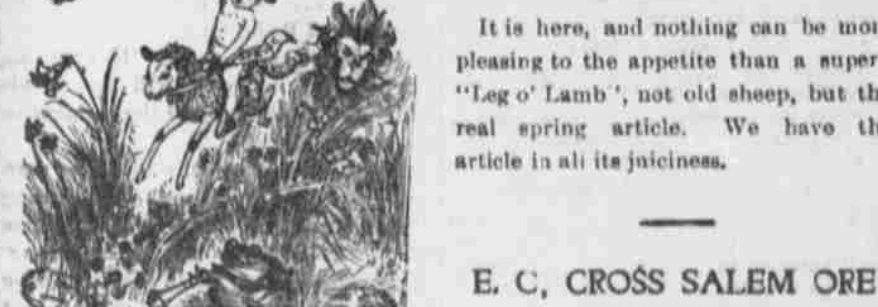 It is here, and nothing can be mor
pleasing to the appetite than a super
"Leg o' Lamb", not old sheep, but th
real spring article. We have th
article in all its juiciness.
E. C. CROSS SALEM ORE